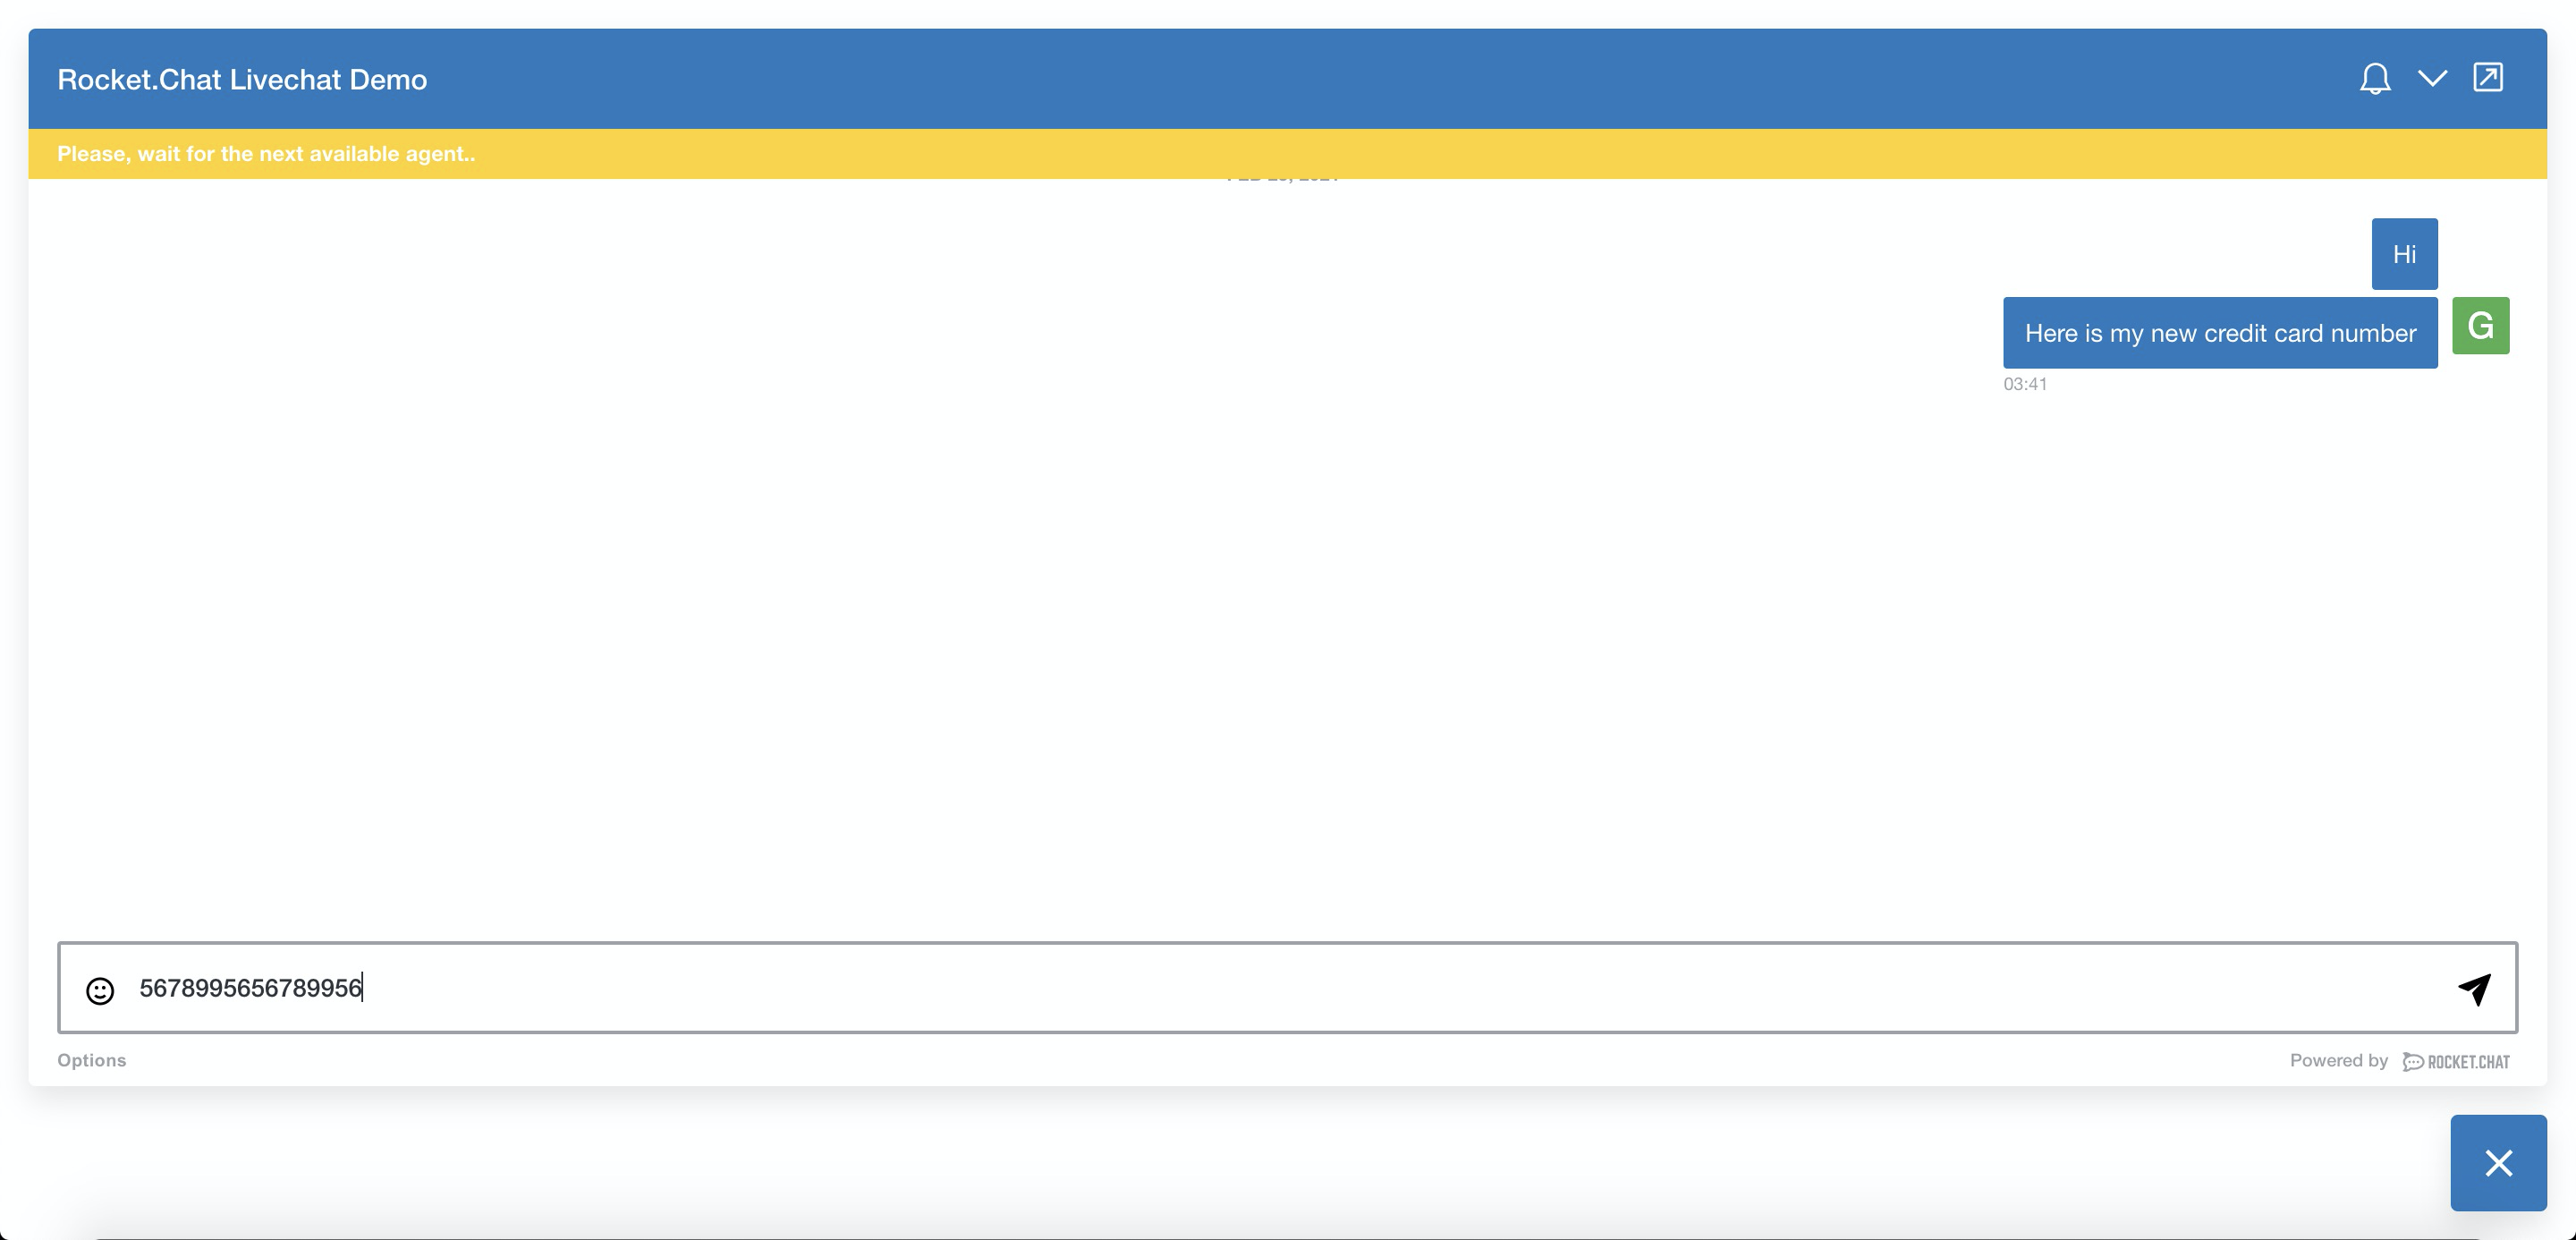 Rocket.Chat Livechat Demo
Please, wait for the next available agent..
Hi
Here is my new credit card number
G
03:41
5678995656789956
Options
Powered by ROCKET.CHAT